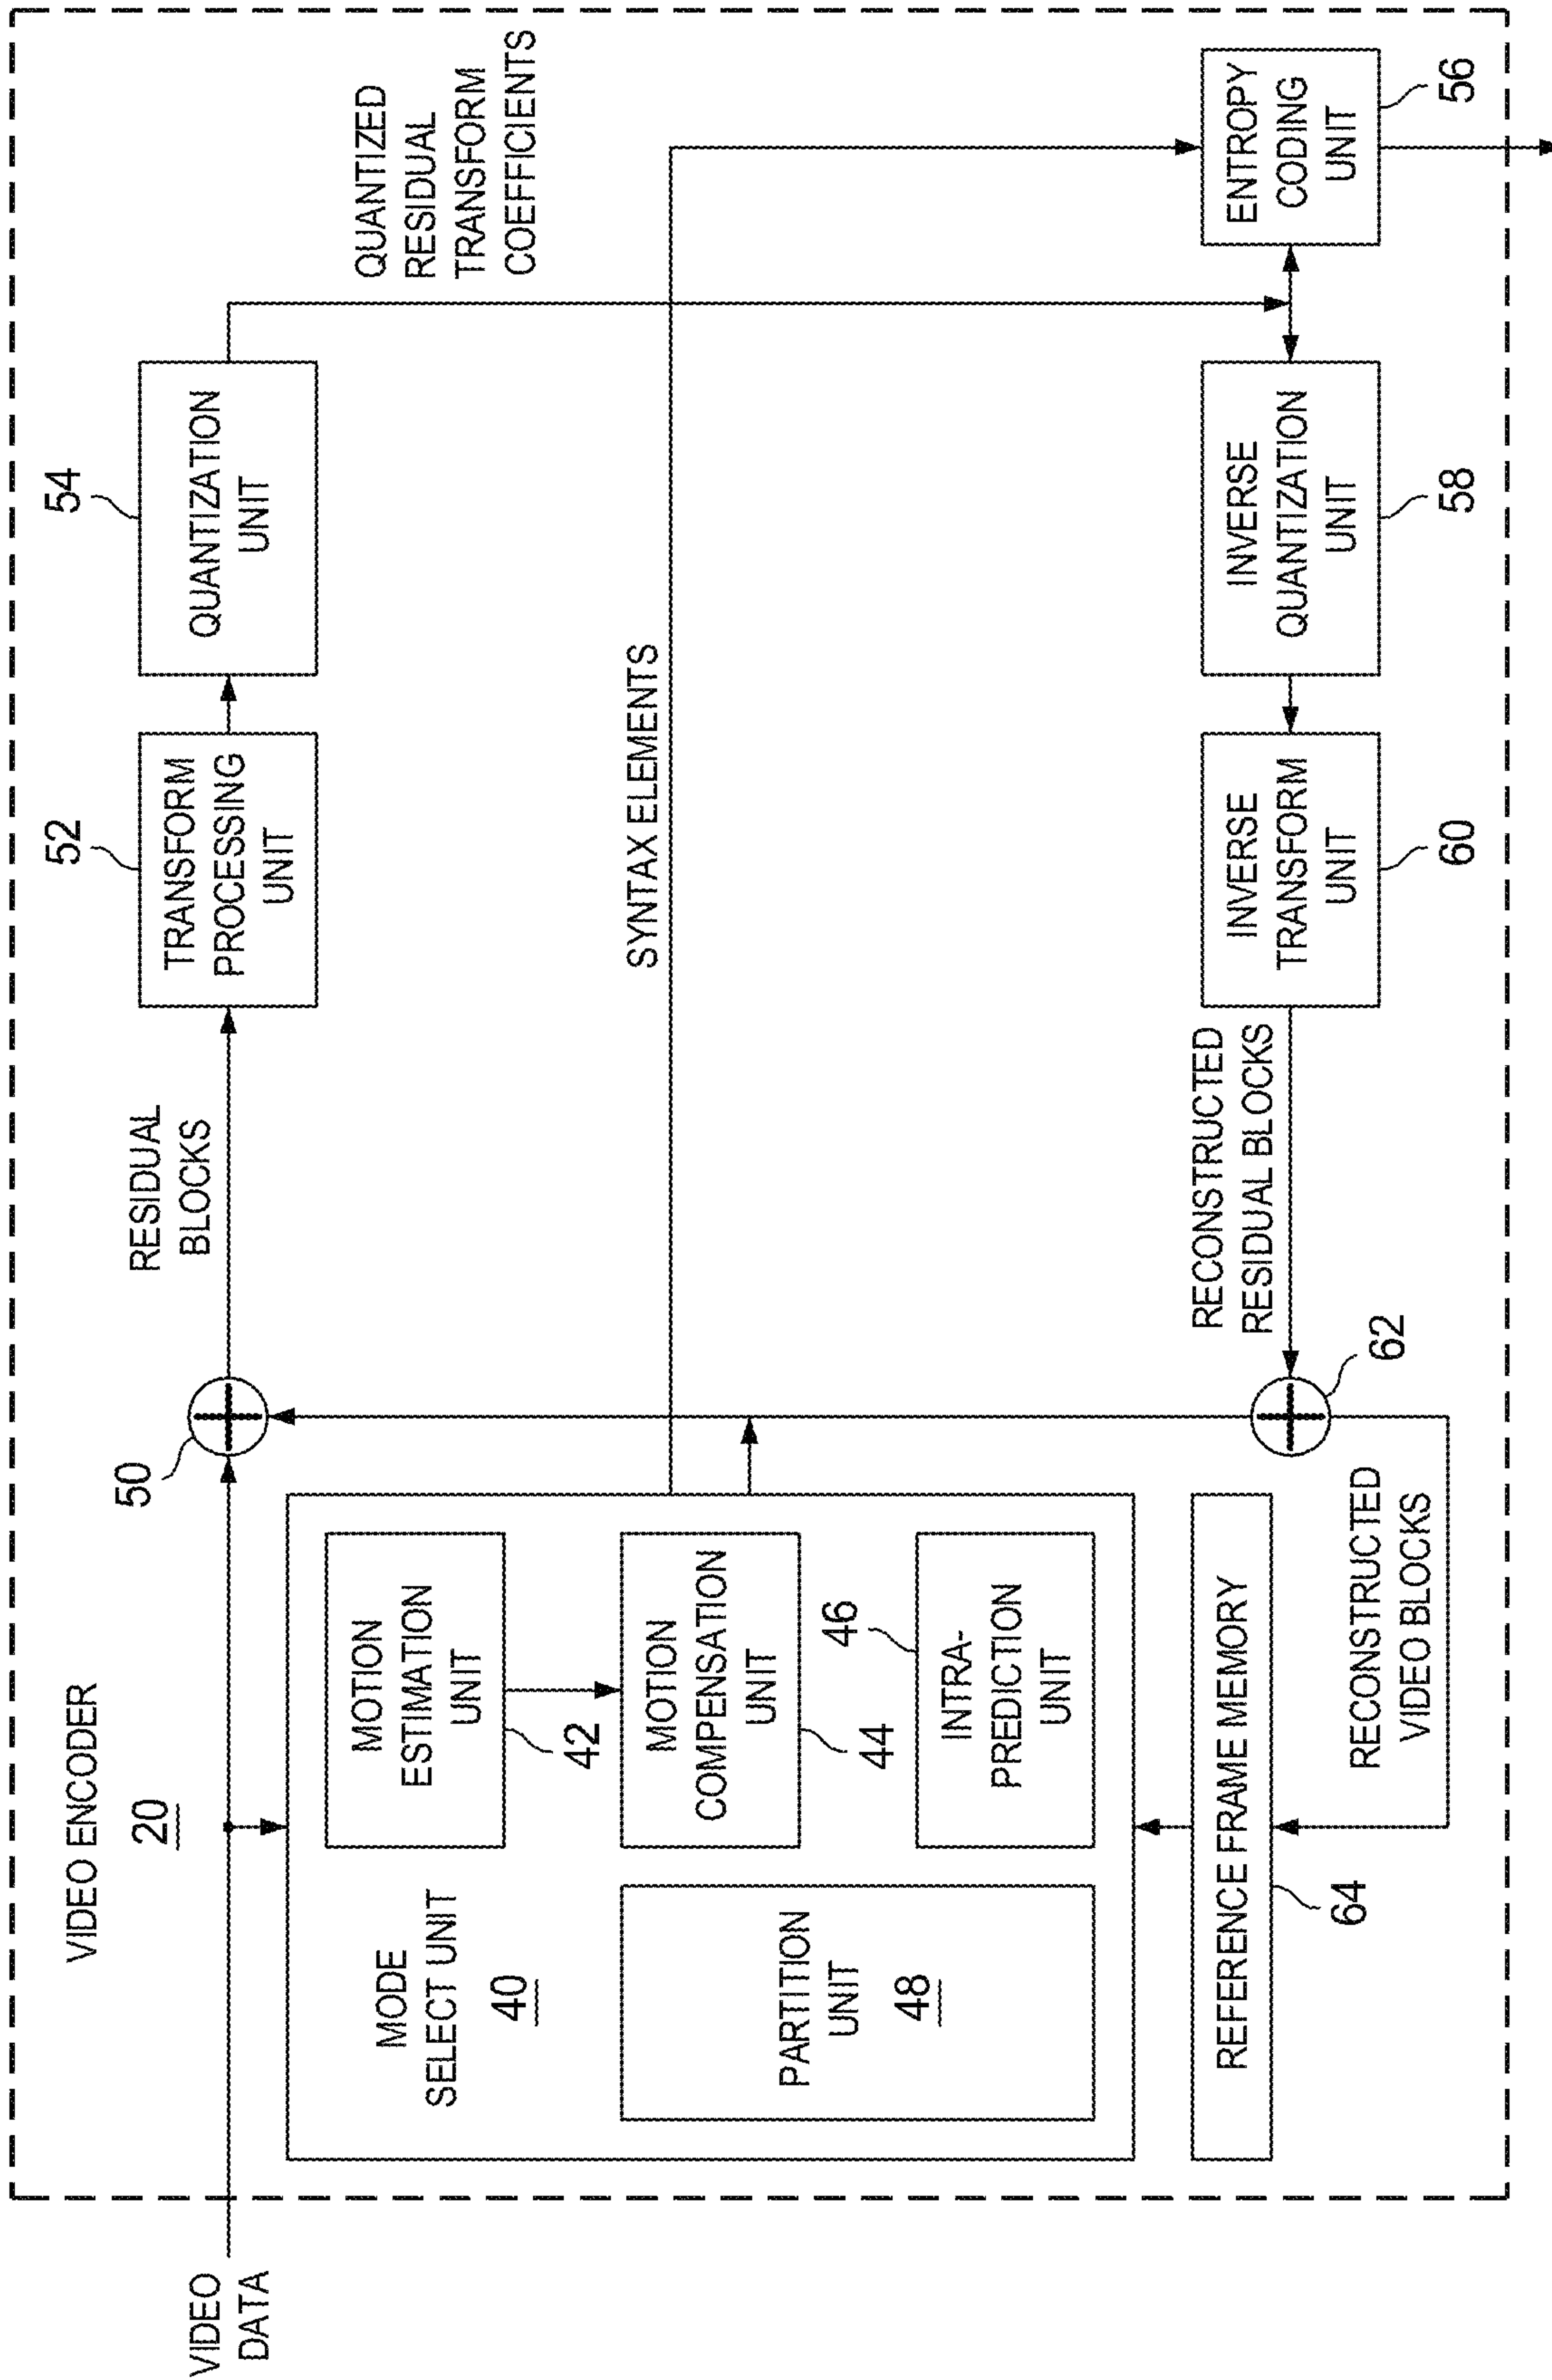 VIDEO ENCODER
20
VIDEO
DATA
50
RESIDUAL
BLOCKS
52
TRANSFORM
PROCESSING
UNIT
54
QUANTIZATION
UNIT
QUANTIZED
RESIDUAL
TRANSFORM
COEFFICIENTS
MODE
SELECT UNIT
40
MOTION
ESTIMATION
UNIT
42
MOTION
COMPENSATION
UNIT
44
46
INTRA-
PREDICTION
UNIT
PARTITION
UNIT
48
SYNTAX ELEMENTS
REFERENCE FRAME MEMORY
64
RECONSTRUCTED
VIDEO BLOCKS
62
RECONSTRUCTED
RESIDUAL BLOCKS
INVERSE
TRANSFORM
UNIT
60
INVERSE
QUANTIZATION
UNIT
58
ENTROPY
CODING
UNIT
56